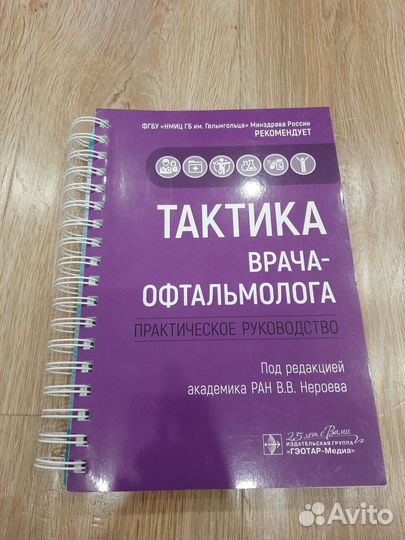 ФГБУ «НМИЦ ГБ им. Гельмгольца» Минздрава России
РЕКОМЕНДУЕТ
ТАКТИКА
ВРАЧА-
ОФТАЛЬМОЛОГА
ПРАКТИЧЕСКОЕ РУКОВОДСТВО
Под редакцией
академика РАН В.В. Нероева
25 лет с Вами
ИЗДАТЕЛЬСКАЯ ГРУППА
«ГЭОТАР-Медиа»
Avito